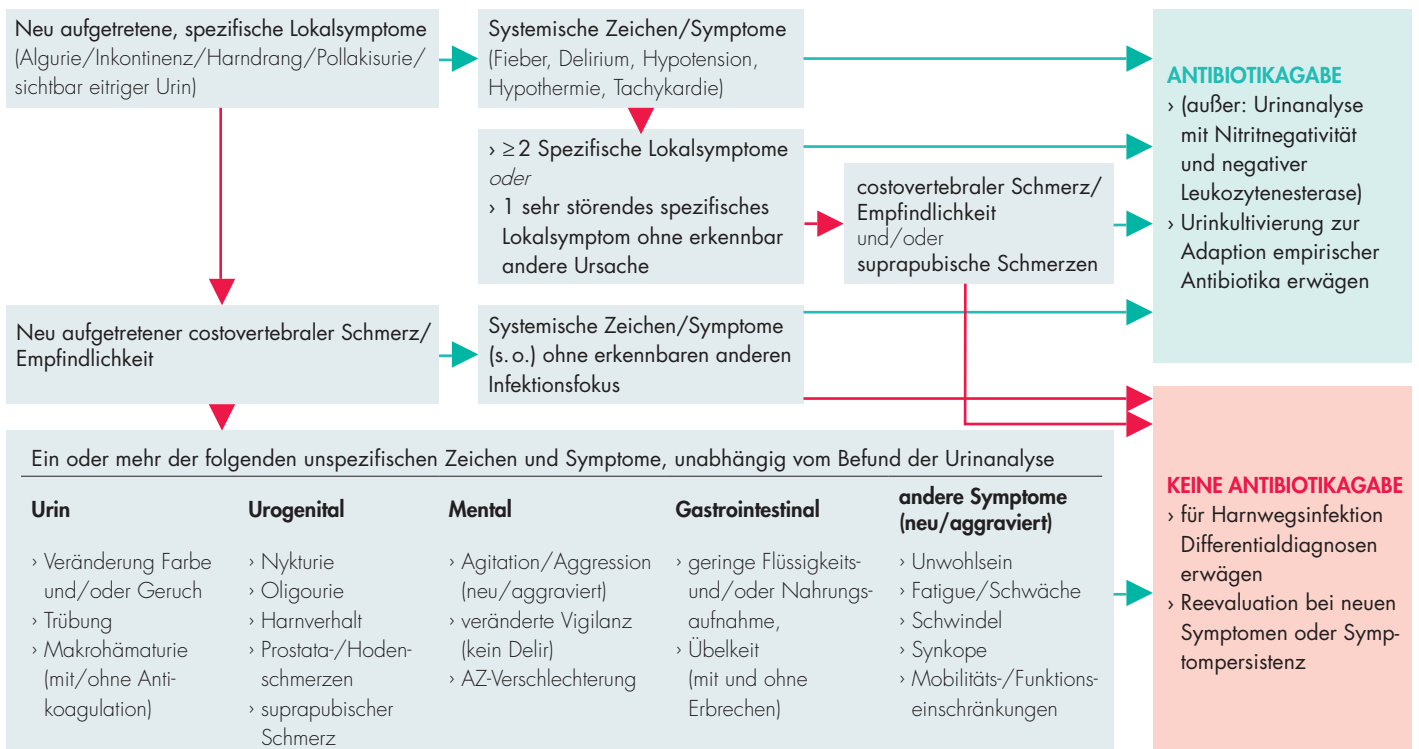 Neu aufgetretene, spezifische Lokalsymptome
(Algurie/Inkontinenz/Harndrang/Pollakisurie/
sichtbar eitriger Urin)
Systemische Zeichen/Symptome
(Fieber, Delirium, Hypotension,
Hypothermie, Tachykardie)
› ≥2 Spezifische Lokalsymptome
oder
› 1 sehr störendes spezifisches
Lokalsymptom ohne erkennbar
andere Ursache
costovertebraler Schmerz/
Empfindlichkeit
und/oder
suprapubische Schmerzen
ANTIBIOTIKAGABE
› (außer: Urinanalyse
mit Nitritnegativität
und negativer
Leukozytenesterase)
› Urinkultivierung zur
Adaption empirischer
Antibiotika erwägen
Neu aufgetretener costovertebraler Schmerz/
Empfindlichkeit
Systemische Zeichen/Symptome
(s. o.) ohne erkennbaren anderen
Infektionsfokus
Ein oder mehr der folgenden unspezifischen Zeichen und Symptome, unabhängig vom Befund der Urinanalyse
Urin
› Veränderung Farbe
und/oder Geruch
› Trübung
› Makrohämaturie
(mit/ohne Anti-
koagulation)
Urogenital
› Nykturie
› Oligourie
› Harnverhalt
› Prostata-/Hoden-
schmerzen
› suprapubischer
Schmerz
Mental
› Agitation/Aggression
(neu/aggraviert)
› veränderte Vigilanz
(kein Delir)
› AZ-Verschlechterung
Gastrointestinal
› geringe Flüssigkeits-
und/oder Nahrungs-
aufnahme,
› Übelkeit
(mit und ohne
Erbrechen)
andere Symptome
(neu/aggraviert)
› Unwohlsein
› Fatigue/Schwäche
› Schwindel
› Synkope
› Mobilitäts-/Funktions-
einschränkungen
KEINE ANTIBIOTIKAGABE
› für Harnwegsinfektion
Differentialdiagnosen
erwägen
› Reevaluation bei neuen
Symptomen oder Symp-
tompersistenz